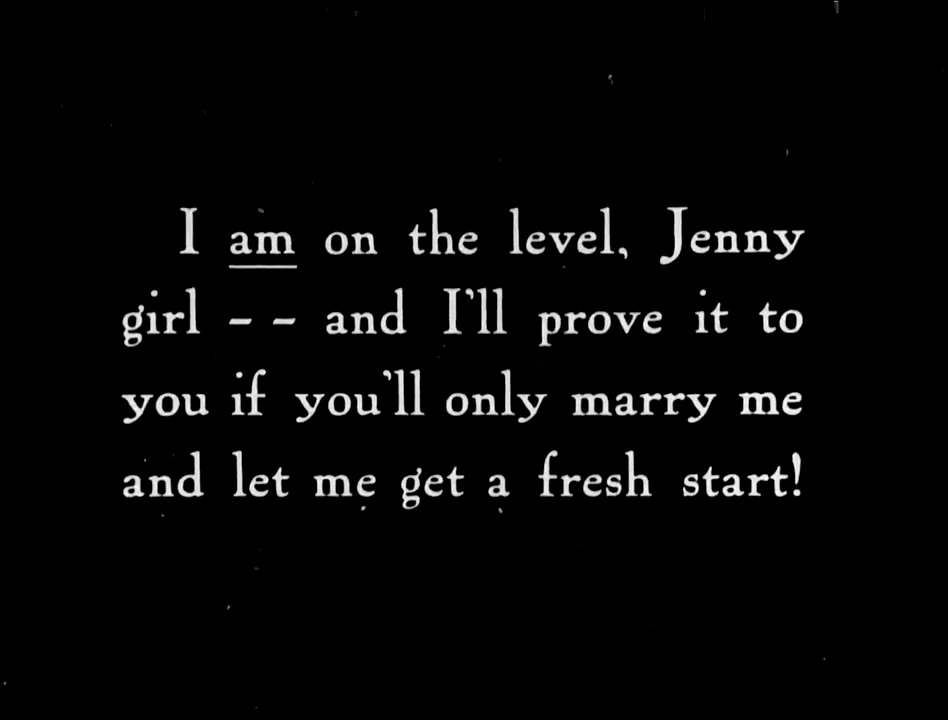 I am on the level, Jenny
girl -- and I'll prove it to
you if you'll only marry me
and let me get a fresh start!